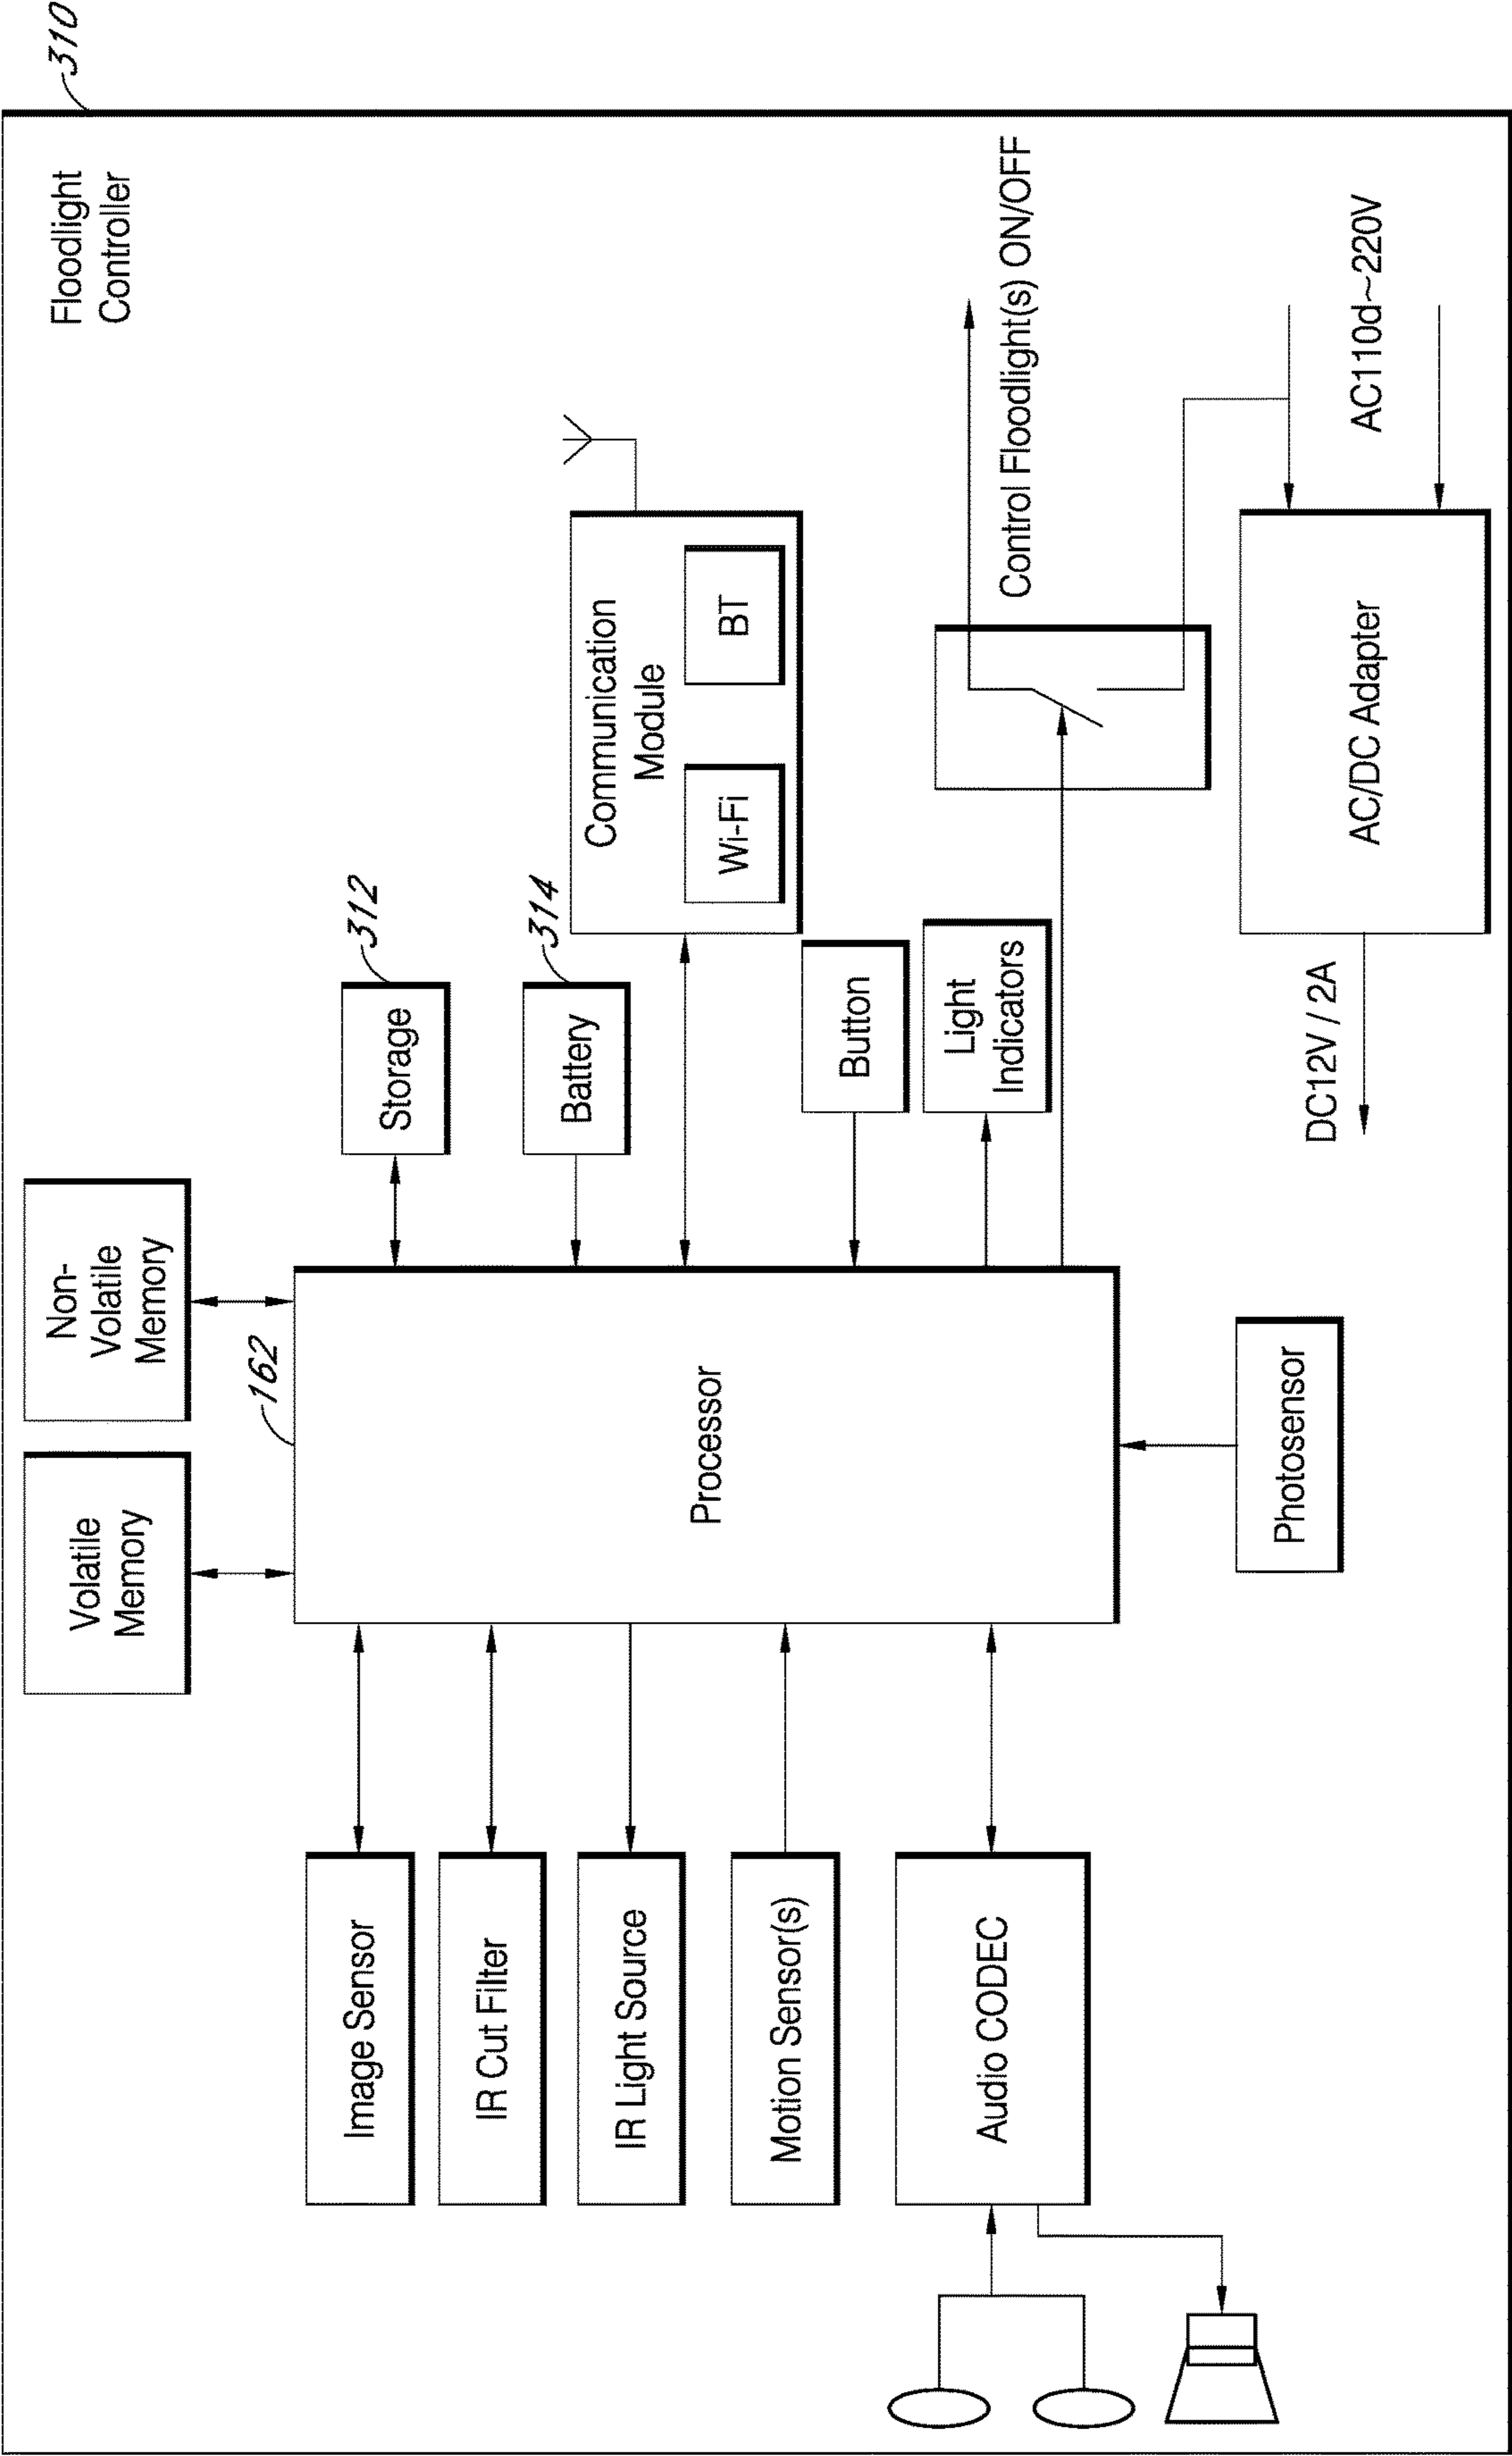 310
Floodlight
Controller
Volatile
Memory
Non-
Volatile
Memory
162
312
Storage
314
Battery
Image Sensor
IR Cut Filter
IR Light Source
Motion Sensor(s)
Audio CODEC
Processor
Communication
Module
Wi-Fi
BT
Button
Light
Indicators
Control Floodlight(s) ON/OFF
Photosensor
DC12V / 2A
AC/DC Adapter
AC110d~220V